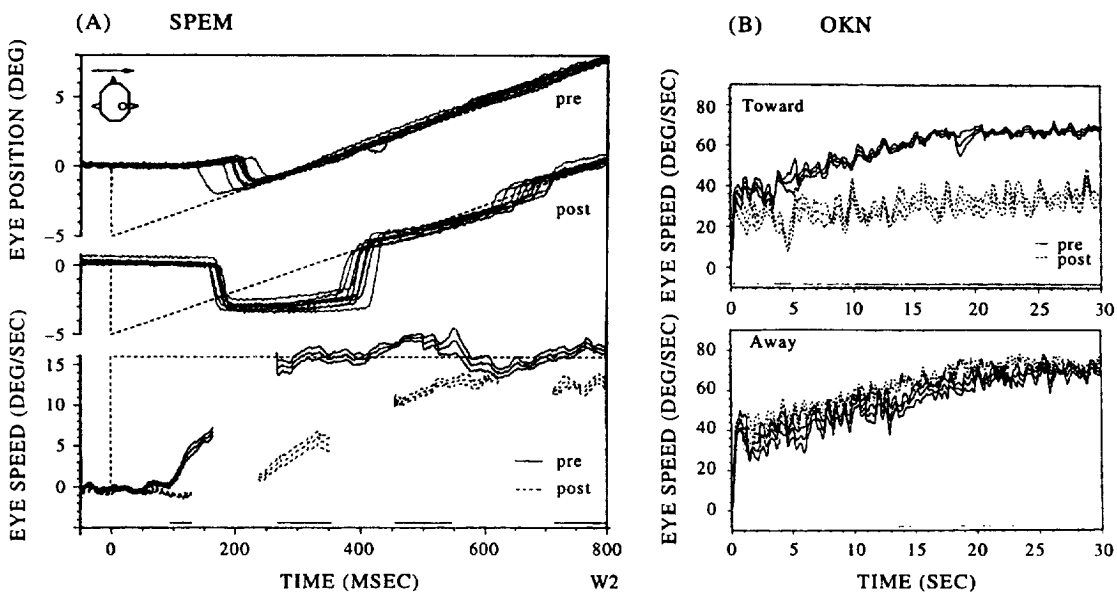 (A) SPEM
EYE POSITION (DEG)
5
0
-5
0
-5
pre
post
EYE SPEED (DEG/SEC)
15
10
5
0
pre
post
0 200 400 600 800
TIME (MSEC)
W2
(B) OKN
Toward
EYE SPEED (DEG/SEC)
80
60
40
20
0
pre
post
0 5 10 15 20 25 30
Away
EYE SPEED (DEG/SEC)
80
60
40
20
0
0 5 10 15 20 25 30
TIME (SEC)